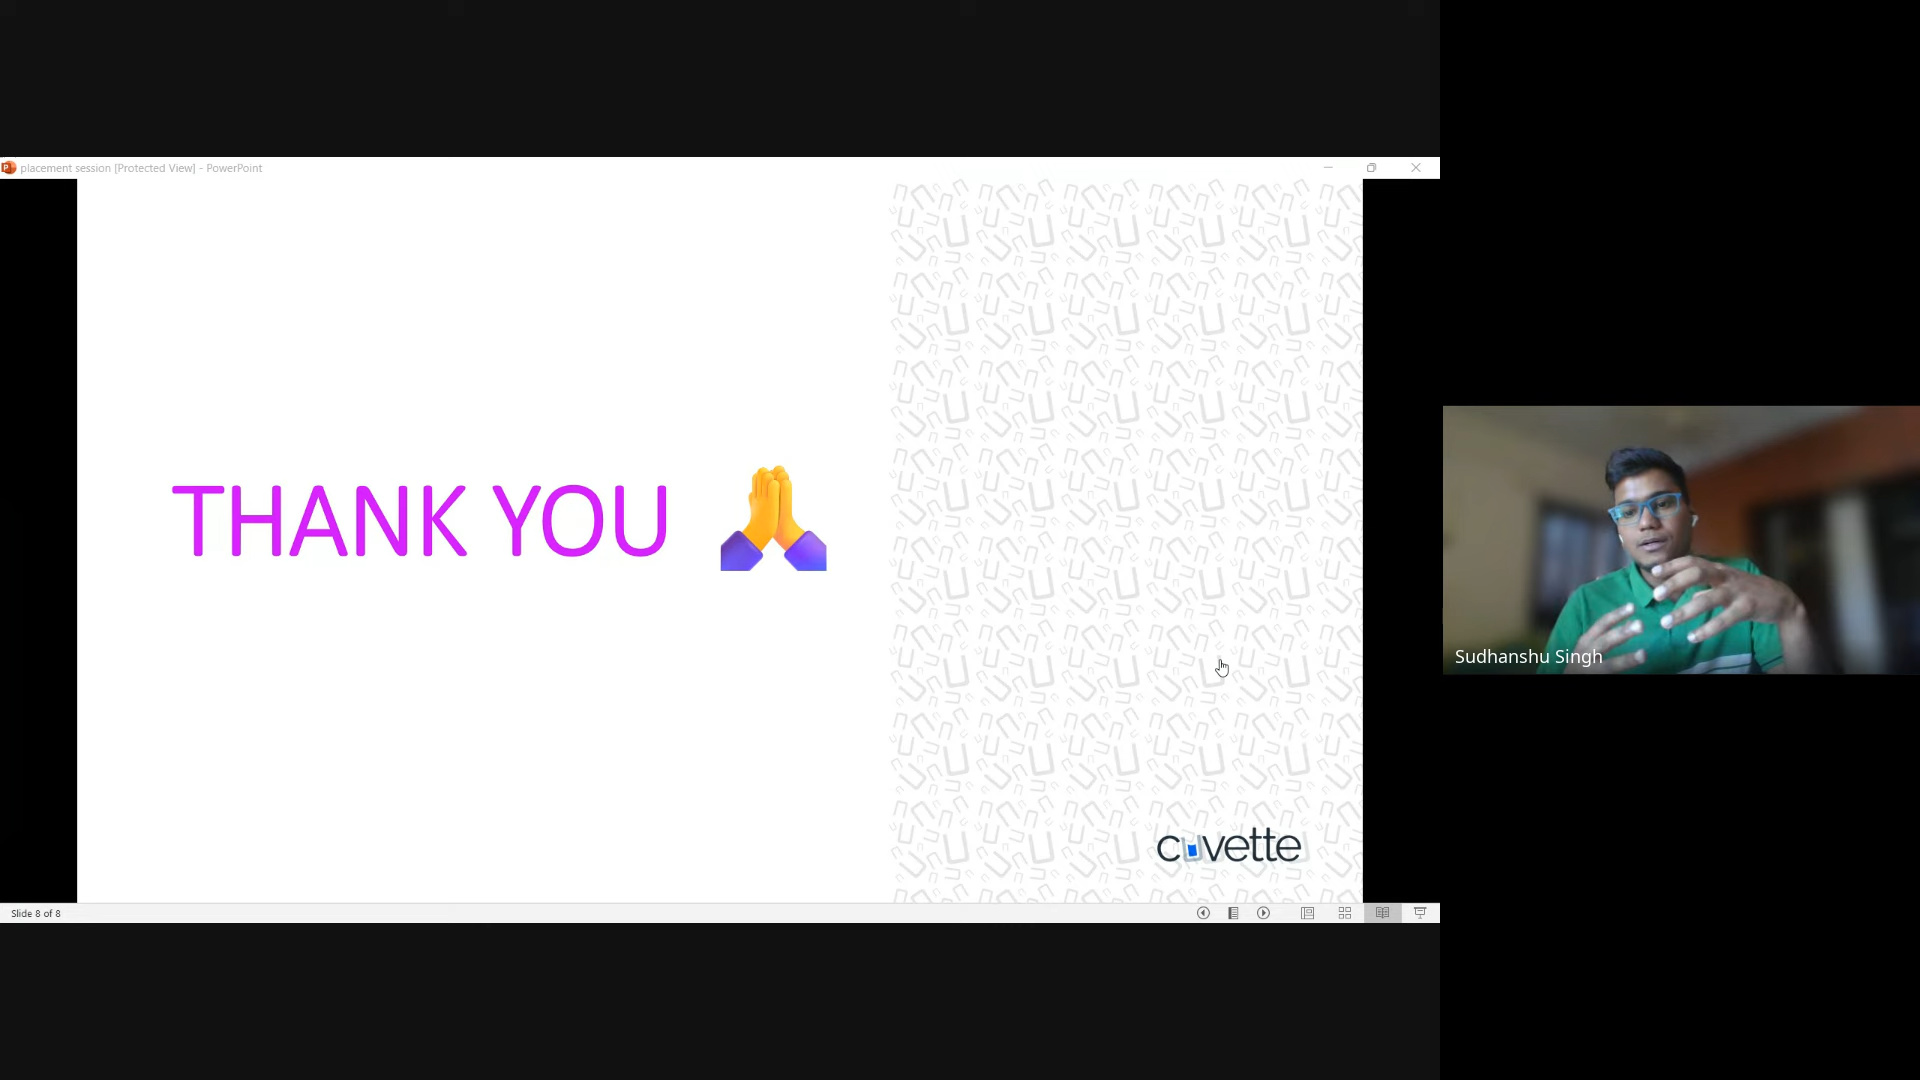 placement session [Protected View] - PowerPoint
THANK YOU
cuvette
Sudhanshu Singh
Slide 8 of 8